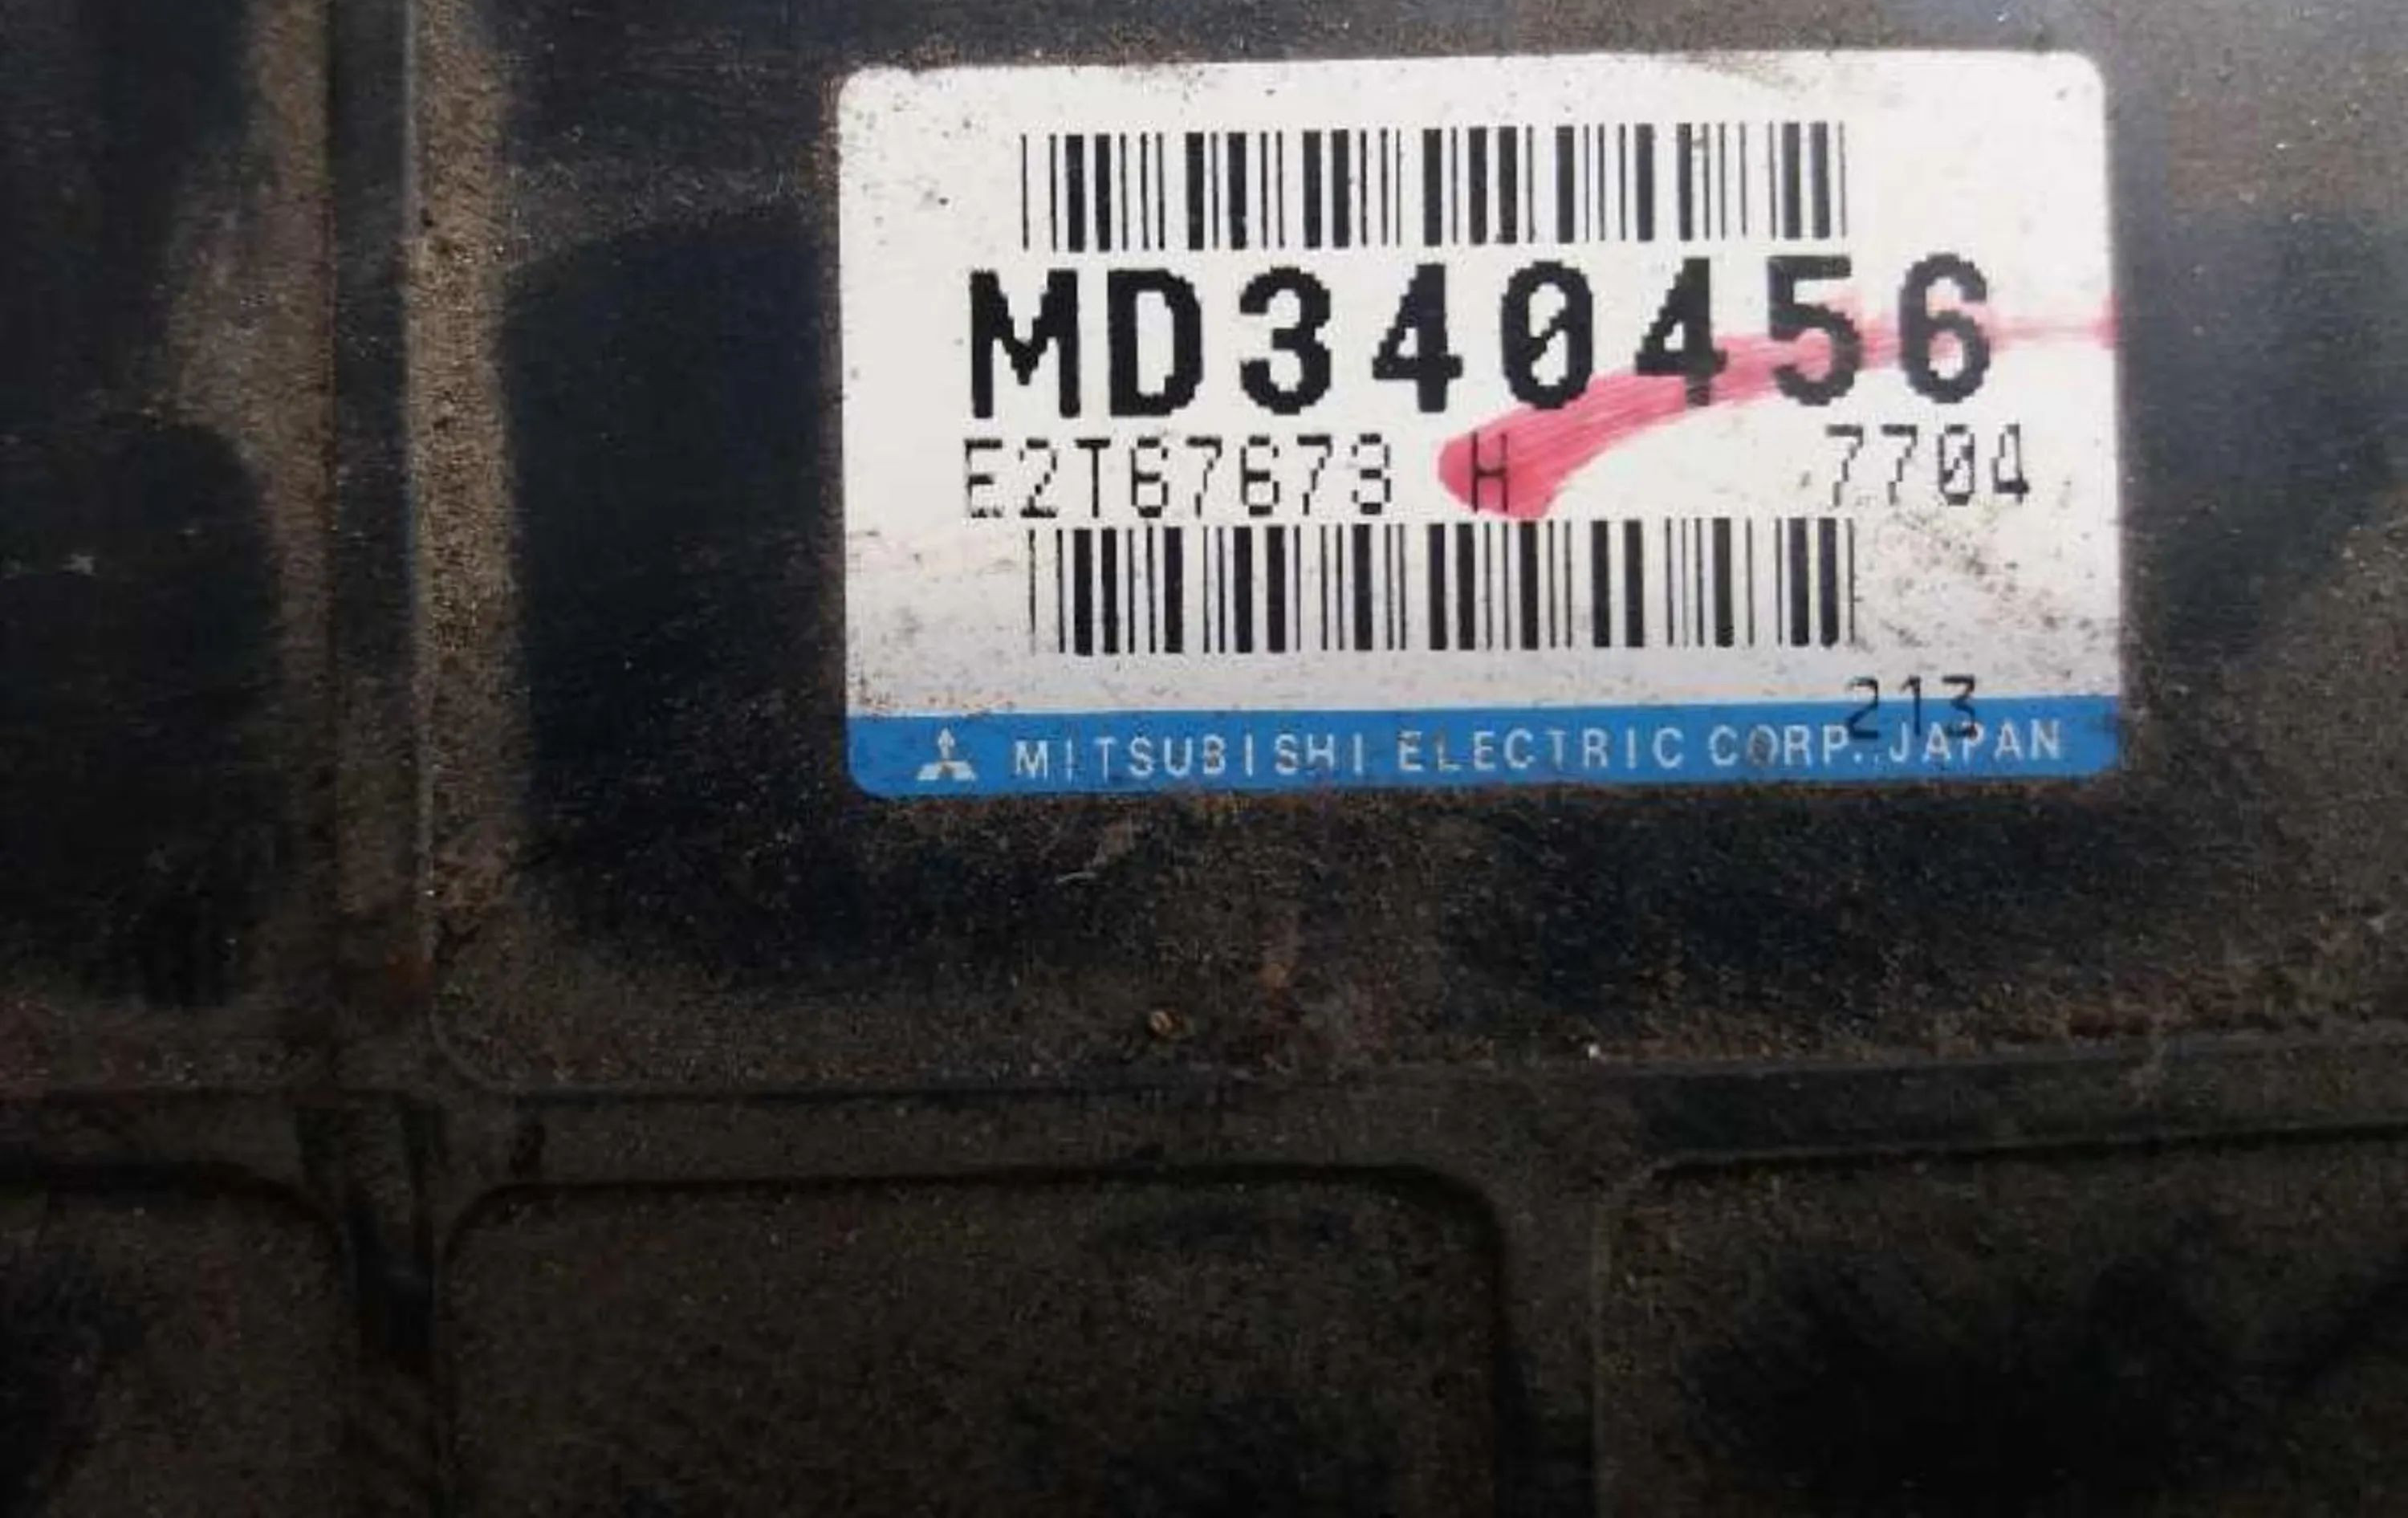 MD340456
E2T67673 H 7704
213
MITSUBISHI ELECTRIC CORP. JAPAN